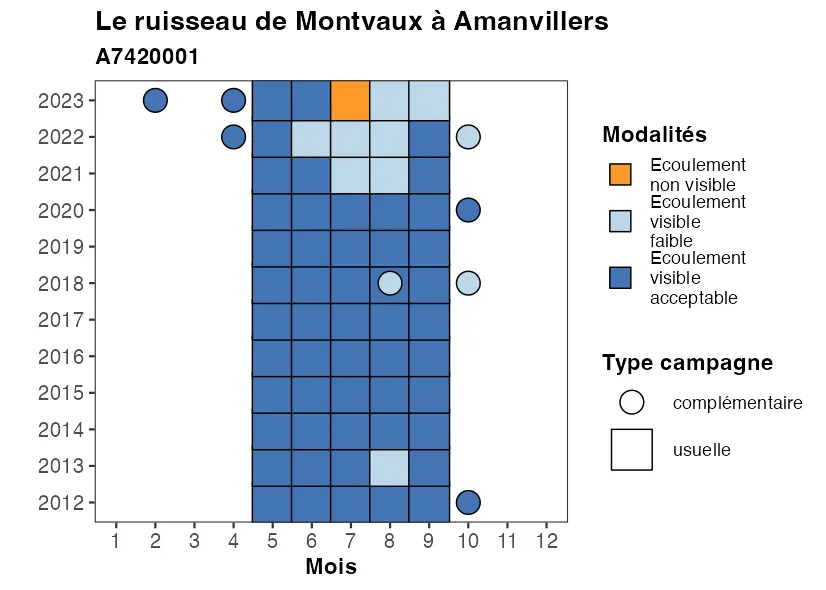 Le ruisseau de Montvaux à Amanvillers
A7420001
2023
2022
2021
2020
2019
2018
2017
2016
2015
2014
2013
2012
1 2 3 4 5 6 7 8 9 10 11 12
Mois
Modalités
Ecoulement
non visible
Ecoulement
visible
faible
Ecoulement
visible
acceptable
Type campagne
complémentaire
usuelle